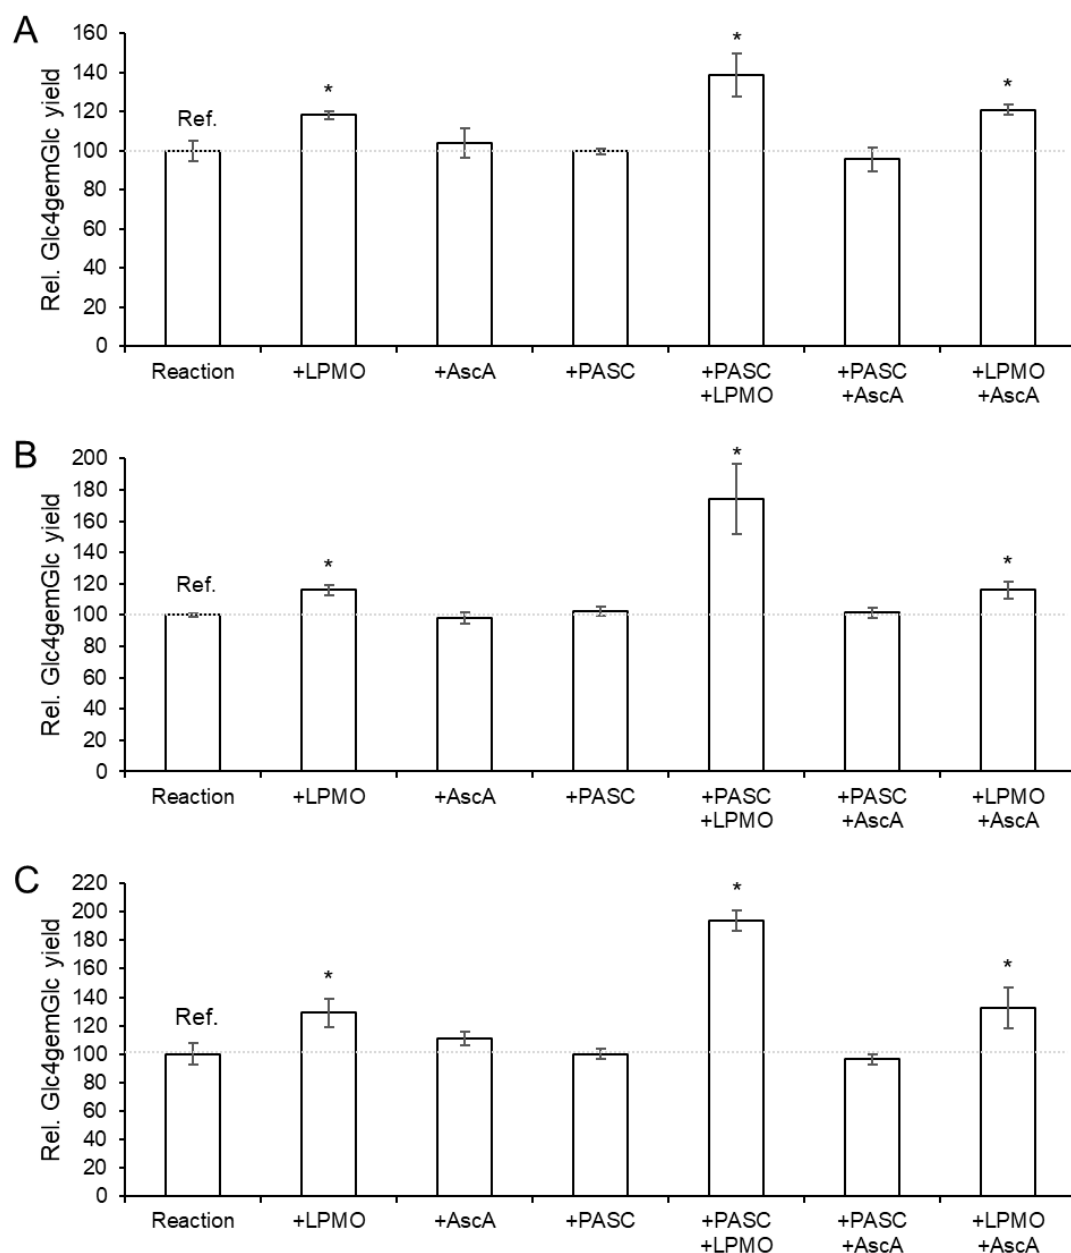 A
Rel. Glc4gemGlc yield
160
140
120
100
80
60
40
20
0
Ref.
*
*
*
Reaction
+LPMO
+AscA
+PASC
+PASC
+LPMO
+PASC
+AscA
+LPMO
+AscA
B
Rel. Glc4gemGlc yield
200
180
160
140
120
100
80
60
40
20
0
Ref.
*
*
*
Reaction
+LPMO
+AscA
+PASC
+PASC
+LPMO
+PASC
+AscA
+LPMO
+AscA
C
Rel. Glc4gemGlc yield
220
200
180
160
140
120
100
80
60
40
20
0
Ref.
*
*
*
Reaction
+LPMO
+AscA
+PASC
+PASC
+LPMO
+PASC
+AscA
+LPMO
+AscA